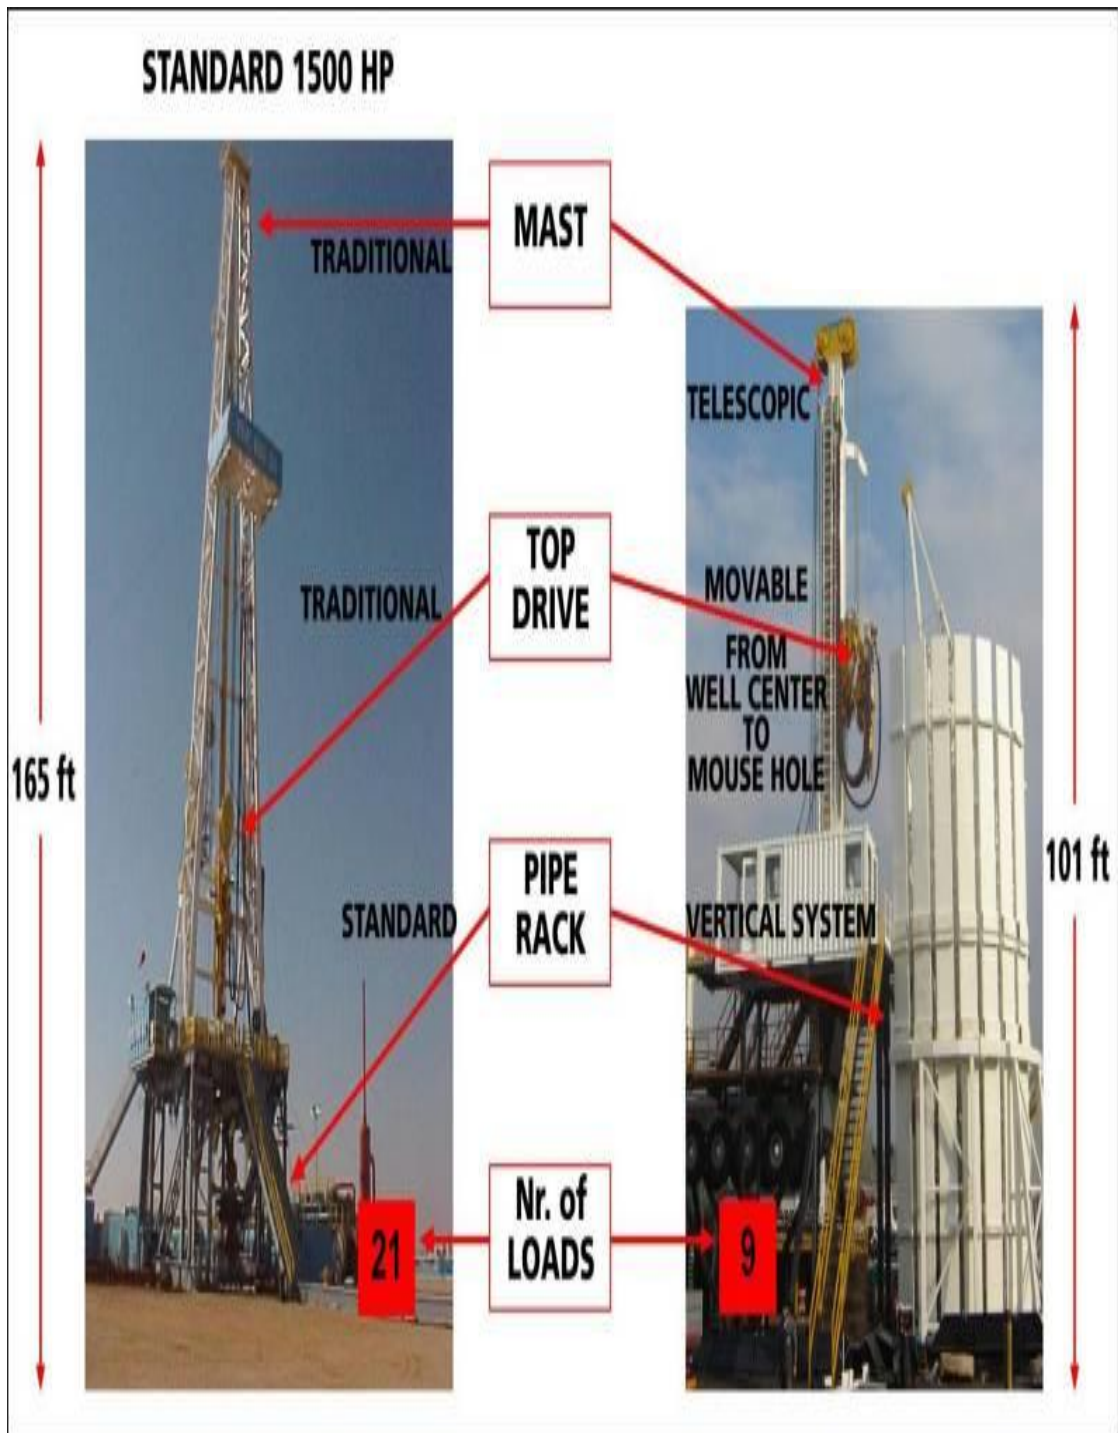 STANDARD 1500 HP
MAST
TRADITIONAL
TELESCOPIC
TOP
DRIVE
TRADITIONAL
MOVABLE
FROM
WELL CENTER
TO
MOUSE HOLE
165 ft
101 ft
PIPE
RACK
STANDARD
VERTICAL SYSTEM
Nr. of
LOADS
21
9